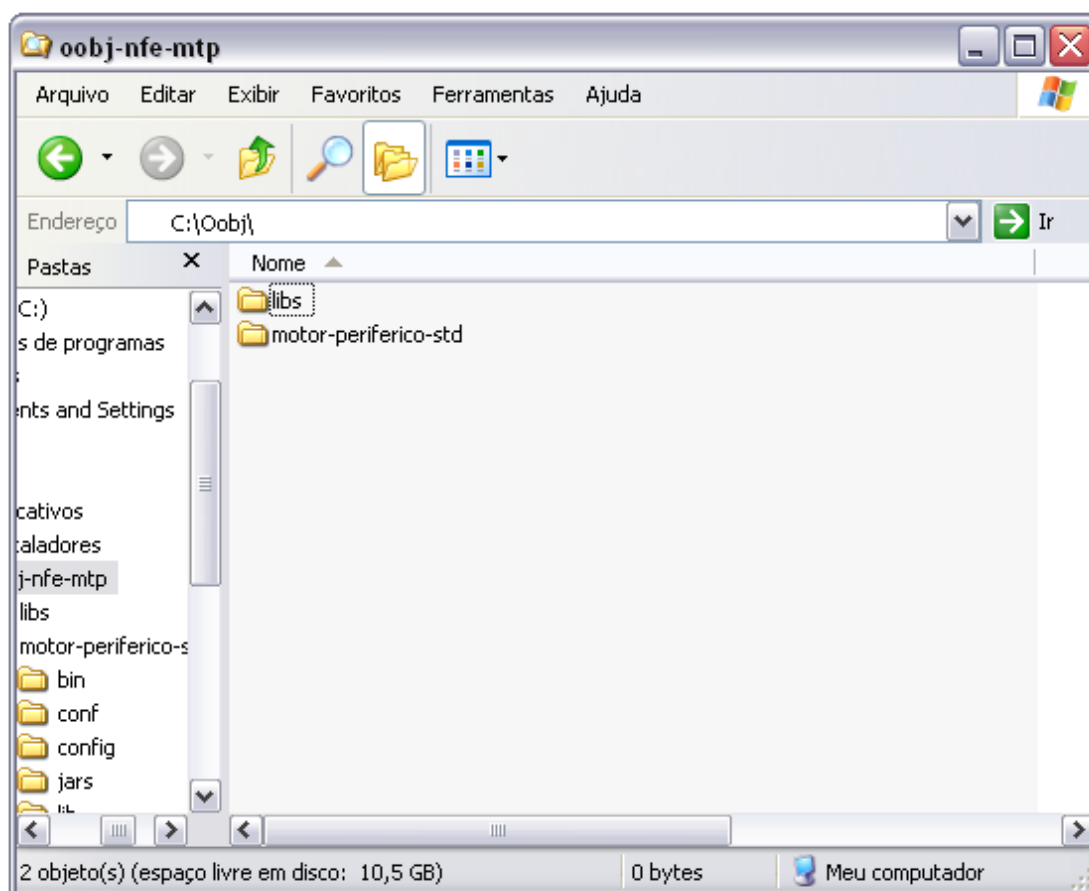 oobj-nfe-mtp
Arquivo Editar Exibir Favoritos Ferramentas Ajuda
Endereço C:\Oobj\ Ir
Pastas X Nome
C:)
s de programas
s
ents and Settings
cativos
taladores
j-nfe-mtp
libs
motor-periferico-s
bin
conf
config
jars
lib
libs
motor-periferico-std
2 objeto(s) (espaço livre em disco: 10,5 GB) 0 bytes Meu computador